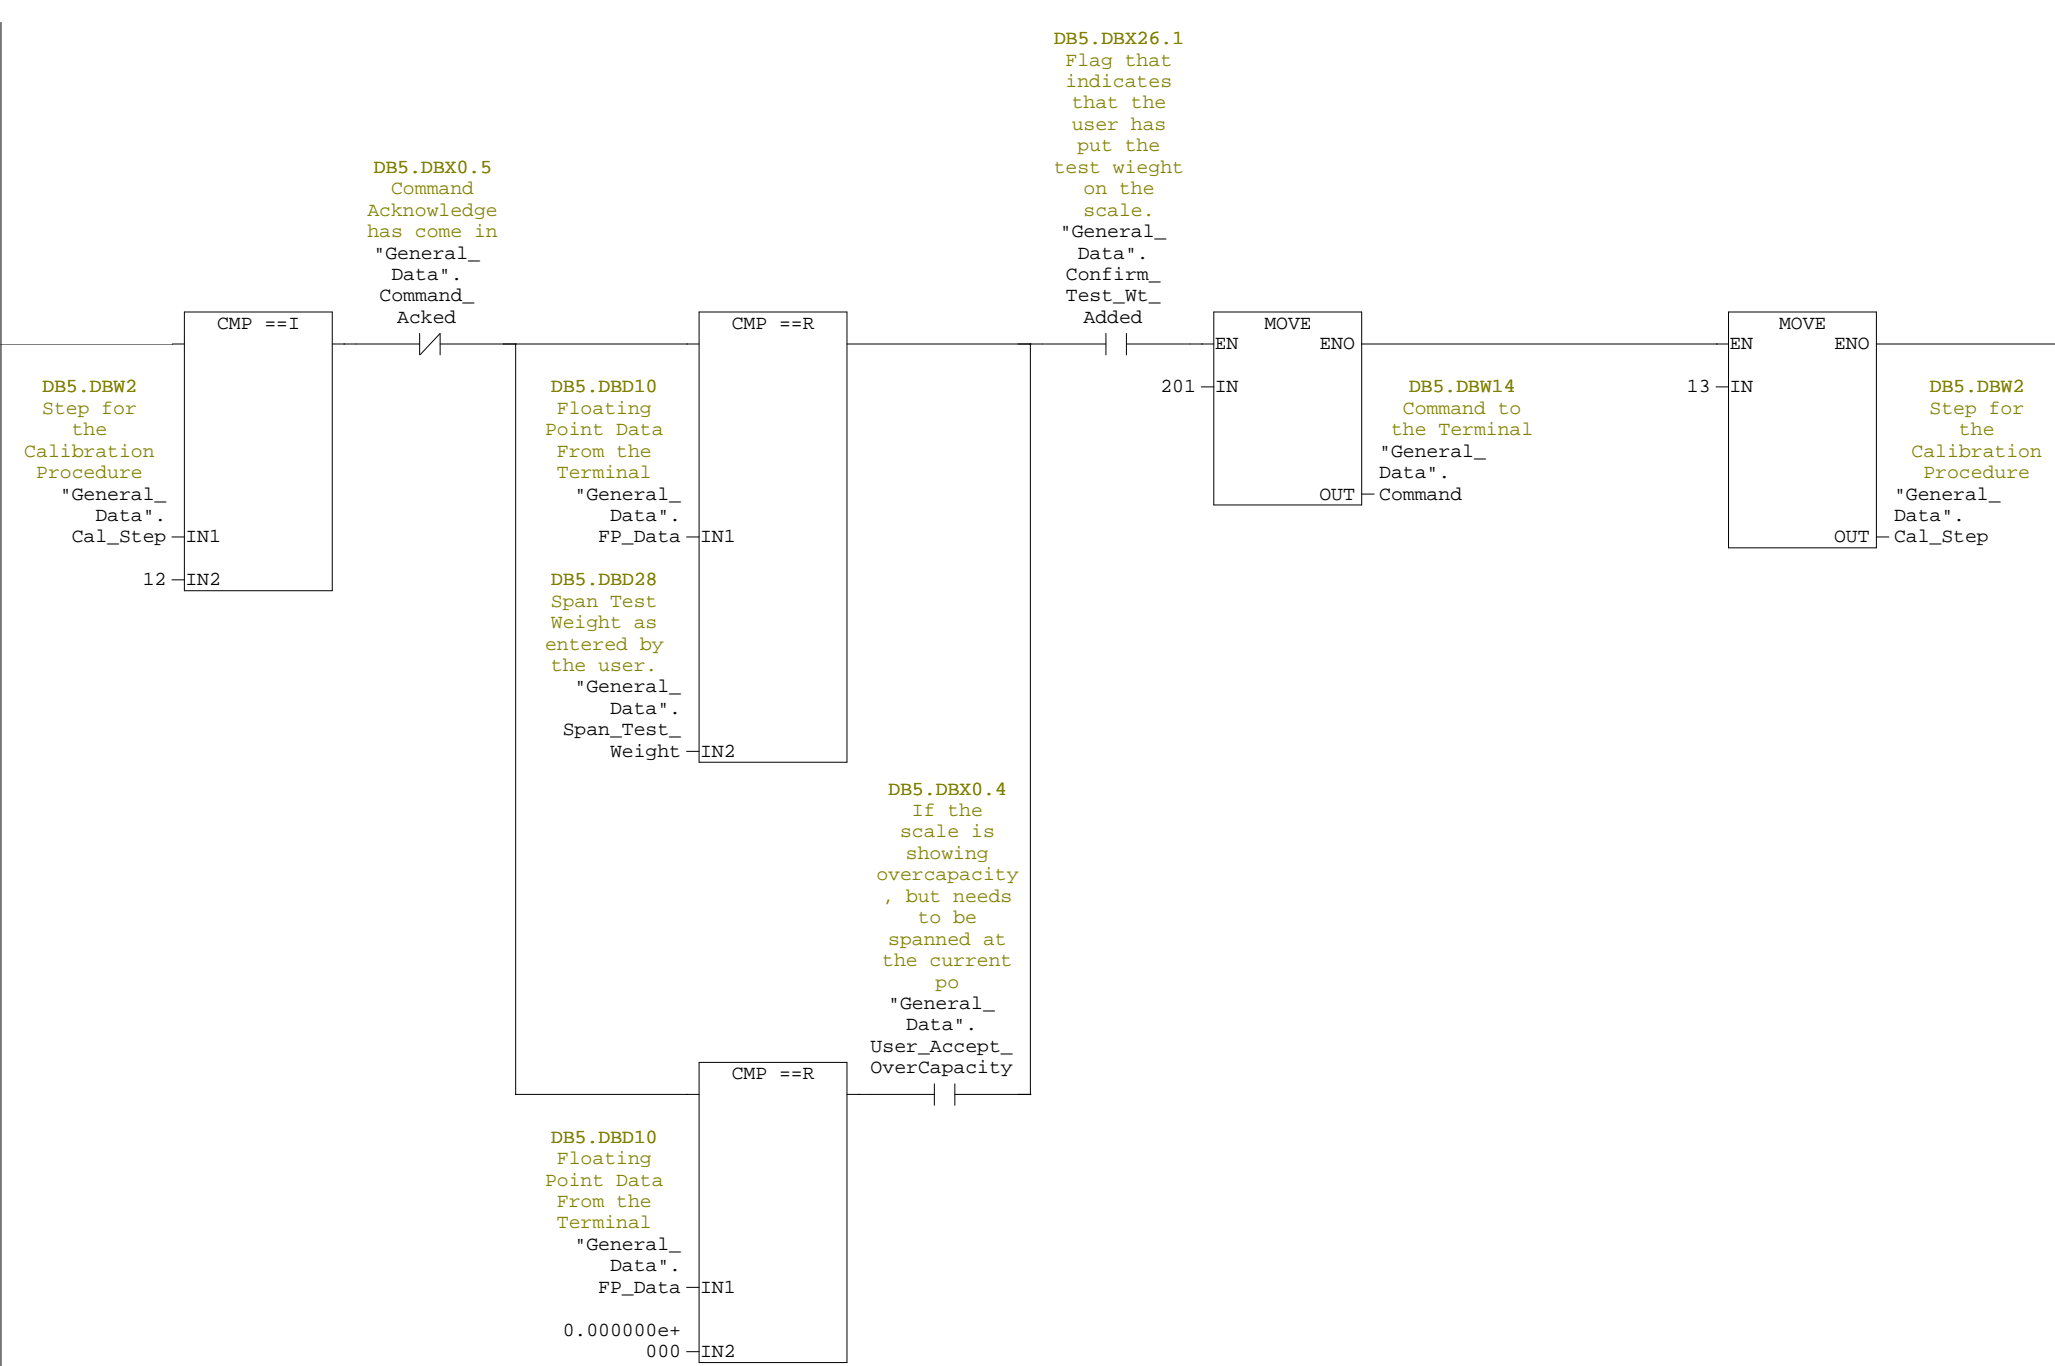 DB5.DBX26.1
Flag that
indicates
that the
user has
put the
test wieght
on the
scale.
"General_
Data".
Confirm_
Test_Wt_
Added
DB5.DBX0.5
Command
Acknowledge
has come in
"General_
Data".
Command_
Acked
CMP ==I
DB5.DBW2
Step for
the
Calibration
Procedure
"General_
Data".
Cal_Step
IN1
12
IN2
CMP ==R
DB5.DBD10
Floating
Point Data
From the
Terminal
"General_
Data".
FP_Data
IN1
DB5.DBD28
Span Test
Weight as
entered by
the user.
"General_
Data".
Span_Test_
Weight
IN2
MOVE
EN ENO
201
IN
DB5.DBW14
Command to
the Terminal
"General_
Data".
OUT
Command
MOVE
EN ENO
13
IN
DB5.DBW2
Step for
the
Calibration
Procedure
"General_
Data".
OUT
Cal_Step
DB5.DBX0.4
If the
scale is
showing
overcapacity
, but needs
to be
spanned at
the current
po
"General_
Data".
User_Accept_
OverCapacity
CMP ==R
DB5.DBD10
Floating
Point Data
From the
Terminal
"General_
Data".
FP_Data
IN1
0.000000e+
000
IN2